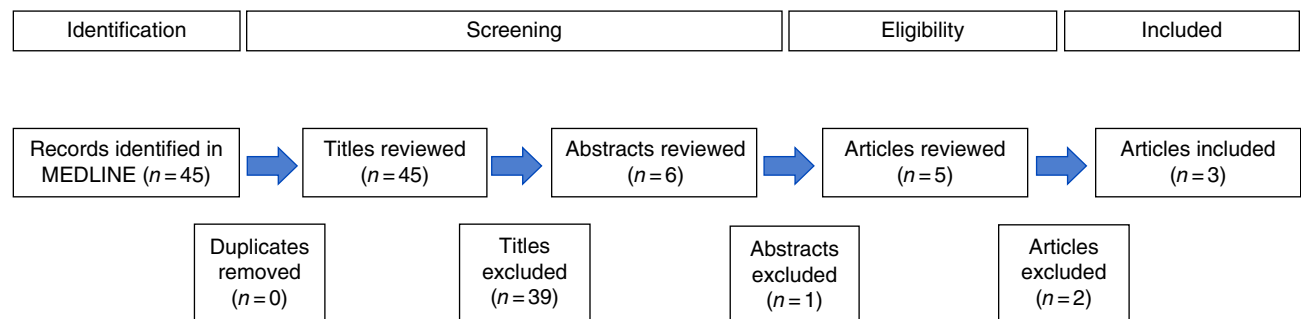 Identification
Screening
Eligibility
Included
Records identified in
MEDLINE (n=45)
Titles reviewed
(n=45)
Abstracts reviewed
(n=6)
Articles reviewed
(n=5)
Articles included
(n=3)
Duplicates
removed
(n=0)
Titles
excluded
(n=39)
Abstracts
excluded
(n=1)
Articles
excluded
(n=2)